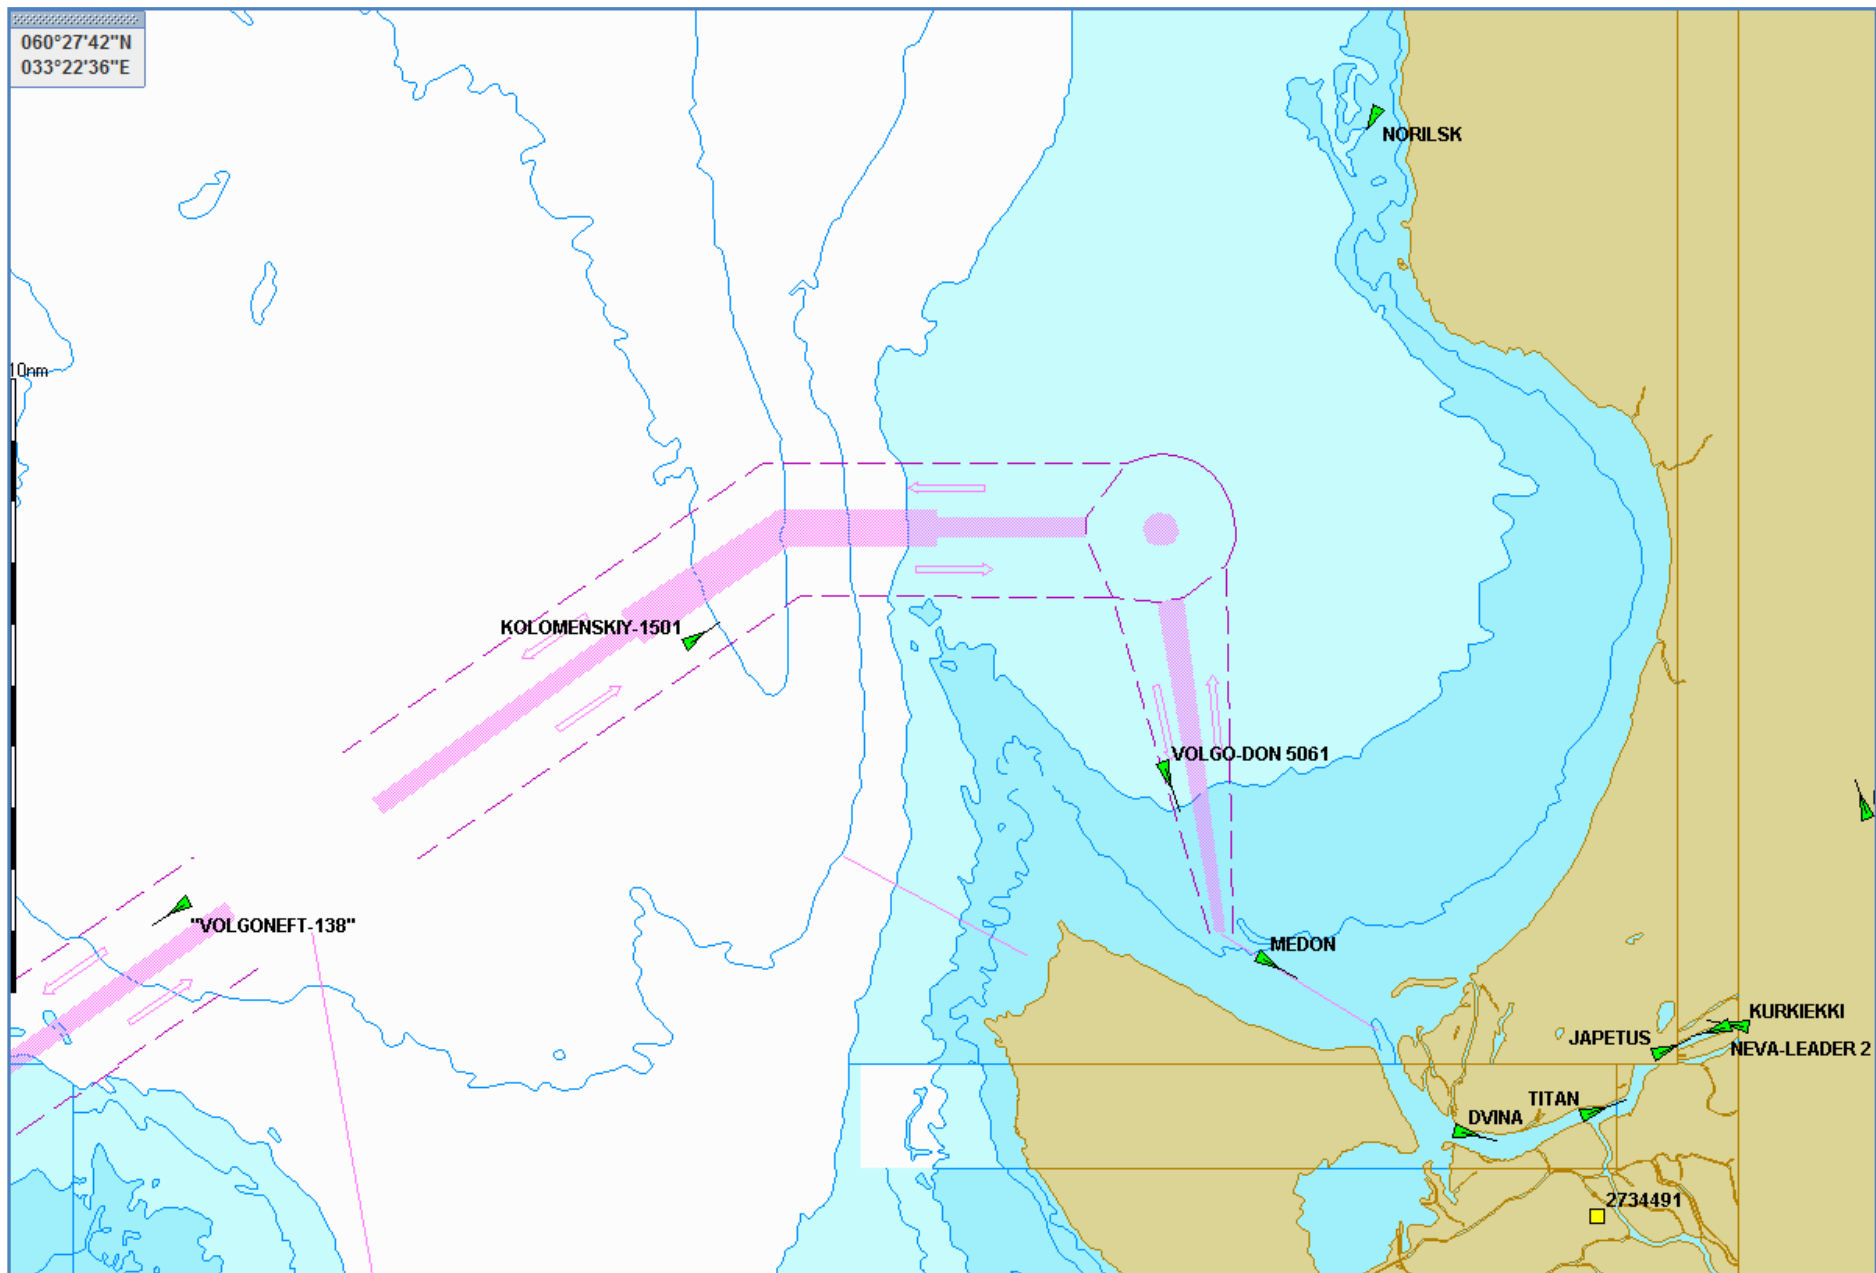 060°27'42"N
033°22'36"E
NORILSK
10nm
KOLOMENSKIY-1501
VOLGO-DON 5061
"VOLGONEFT-138"
MEDON
KURKIEKKI
JAPETUS
NEVA-LEADER 2
TITAN
DVINA
2734491